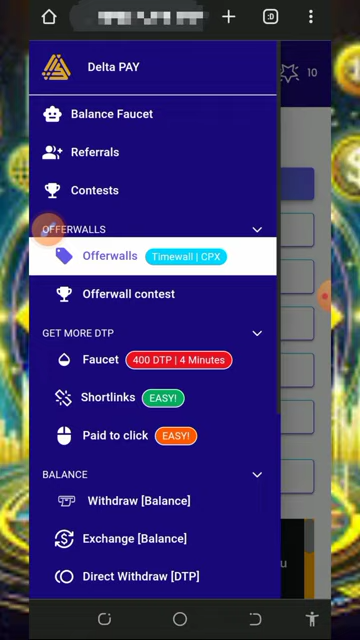 :D
Delta PAY
10
Balance Faucet
Referrals
Contests
OFFERWALLS
Offerwalls Timewall | CPX
Offerwall contest
GET MORE DTP
Faucet 400 DTP | 4 Minutes
Shortlinks EASY!
Paid to click EASY!
BALANCE
Withdraw [Balance]
Exchange [Balance]
u
Direct Withdraw [DTP]